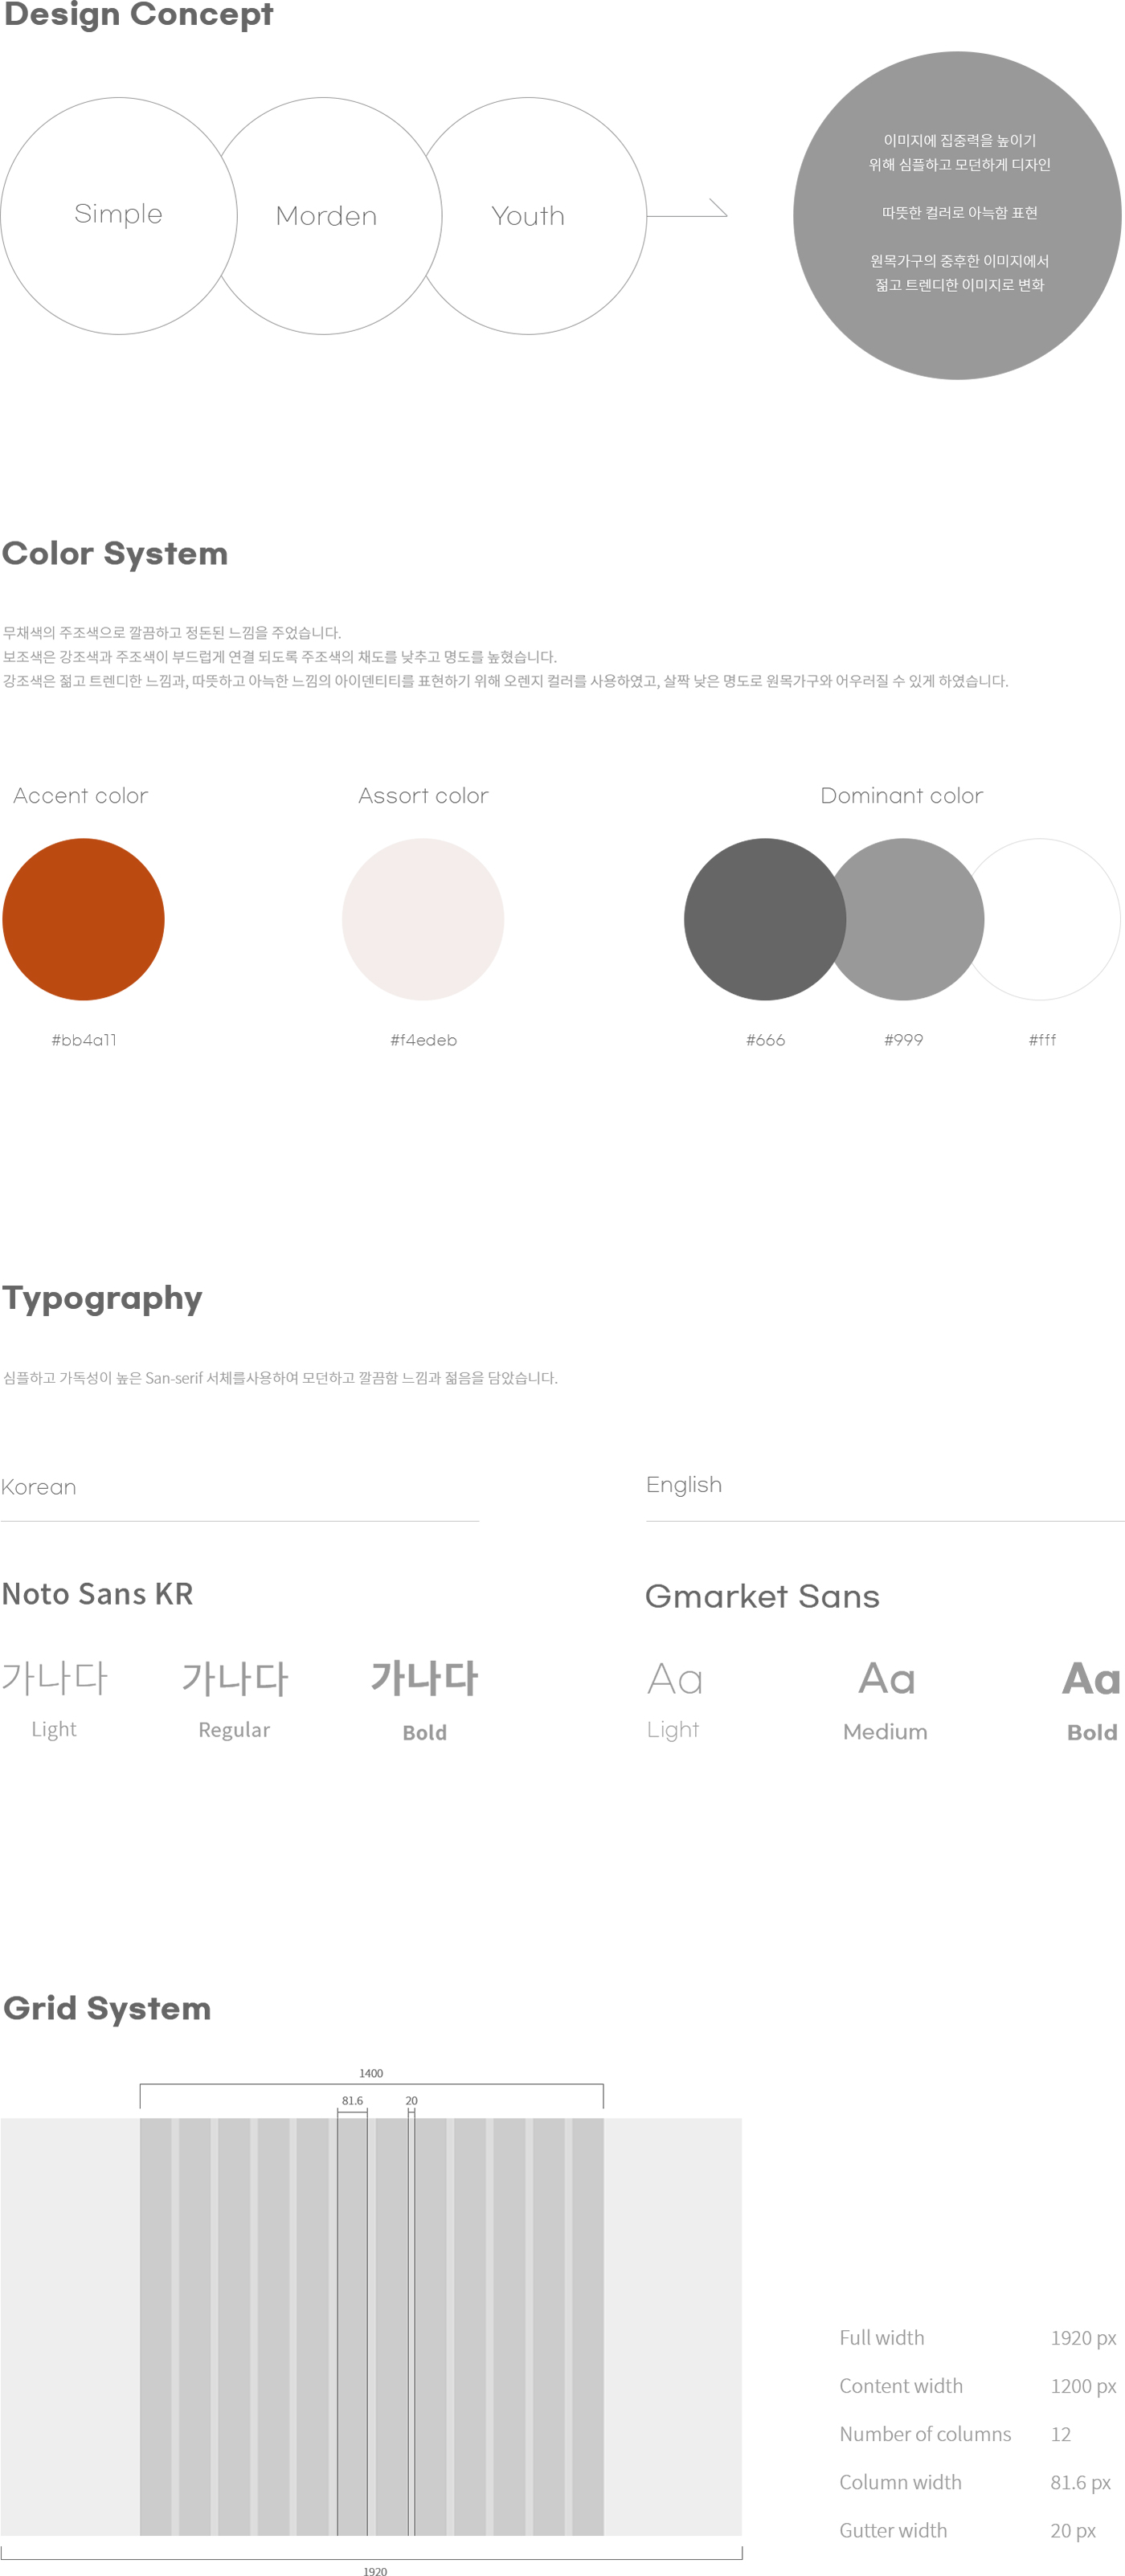 Design Concept
Simple
Morden
Youth
이미지에 집중력을 높이기
위해 심플하고 모던하게 디자인
따뜻한 컬러로 아늑함 표현
원목가구의 중후한 이미지에서
젊고 트렌디한 이미지로 변화
Color System
무채색의 주조색으로 깔끔하고 정돈된 느낌을 주었습니다.
보조색은 강조색과 주조색이 부드럽게 연결 되도록 주조색의 채도를 낮추고 명도를 높혔습니다.
강조색은 젊고 트렌디한 느낌과, 따뜻하고 아늑한 느낌의 아이덴티티를 표현하기 위해 오렌지 컬러를 사용하였고, 살짝 낮은 명도로 원목가구와 어우러질 수 있게 하였습니다.
Accent color
Assort color
Dominant color
#bb4a11
#f4edeb
#666
#999
#fff
Typography
심플하고 가독성이 높은 San-serif 서체를사용하여 모던하고 깔끔함 느낌과 젊음을 담았습니다.
Korean
English
Noto Sans KR
Gmarket Sans
가나다
가나다
가나다
Aa
Aa
Aa
Light
Regular
Bold
Light
Medium
Bold
Grid System
1400
81.6
20
Full width 1920 px
Content width 1200 px
Number of columns 12
Column width 81.6 px
Gutter width 20 px
1920